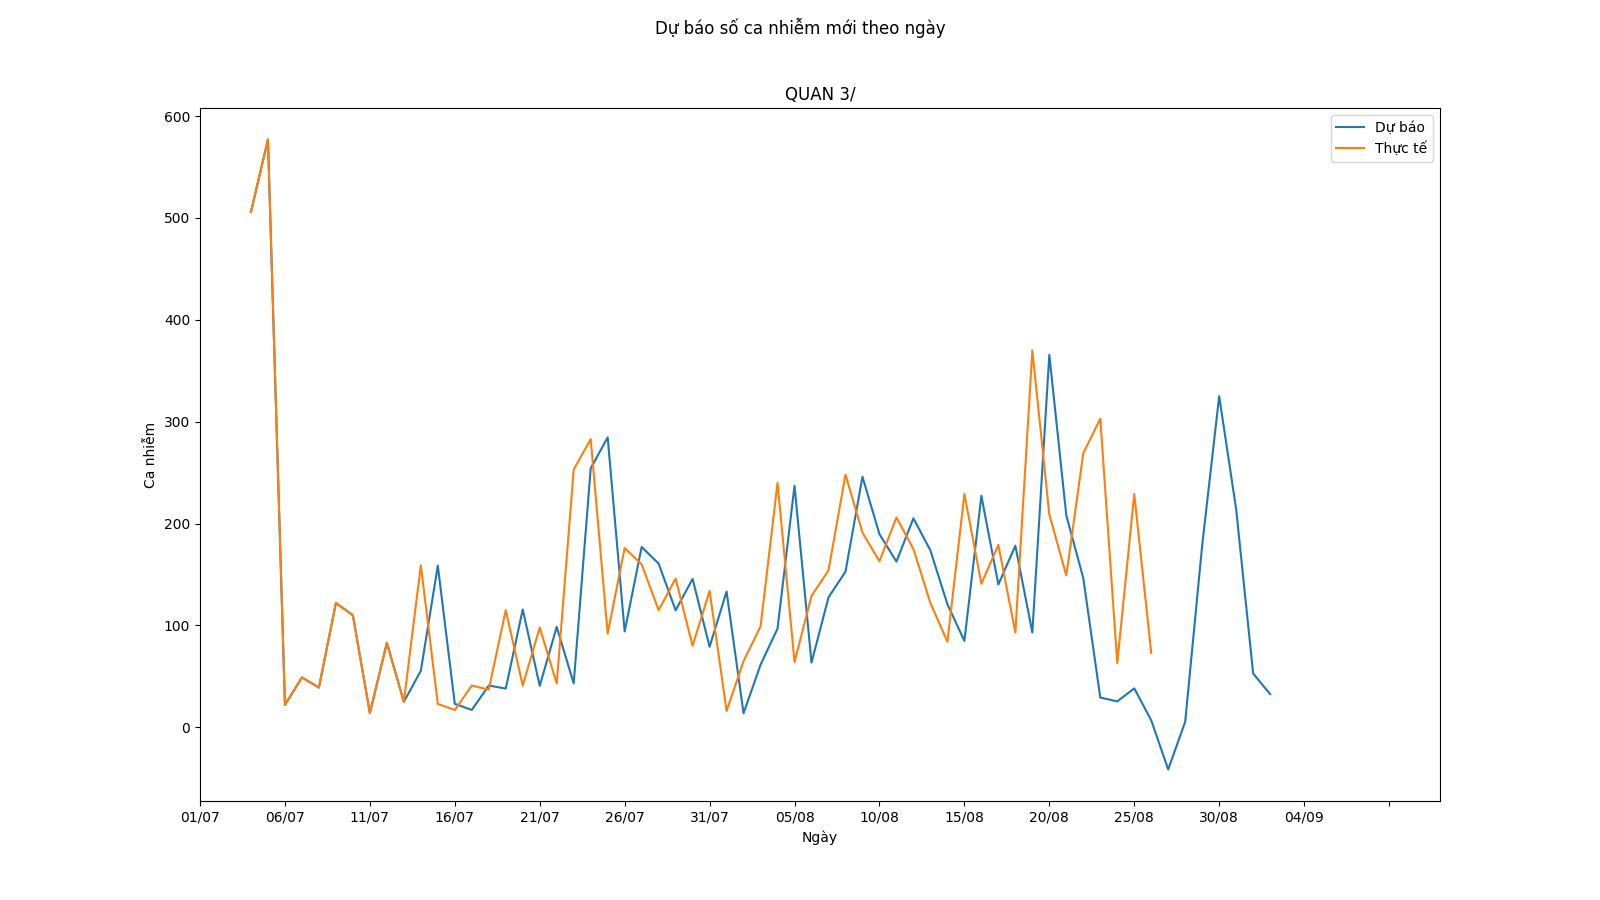 Dự báo số ca nhiễm mới theo ngày
QUAN 3/
Dự báo
Thực tế
600
500
400
300
200
100
0
Ca nhiễm
01/07 06/07 11/07 16/07 21/07 26/07 31/07 05/08 10/08 15/08 20/08 25/08 30/08 04/09
Ngày